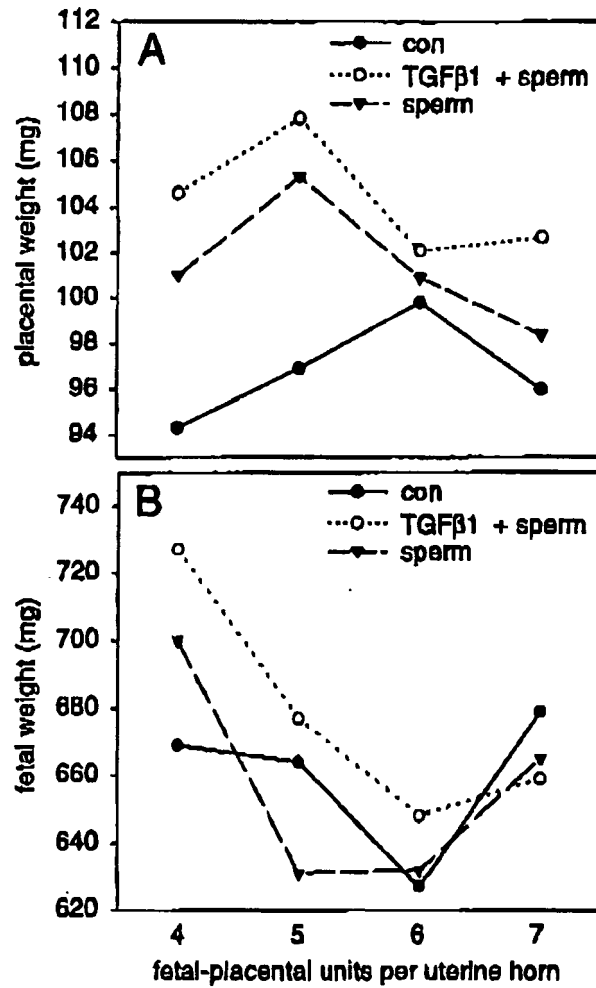 A
con
TGFβ1 + sperm
sperm
placental weight (mg)
112
110
108
106
104
102
100
98
96
94
B
con
TGFβ1 + sperm
sperm
fetal weight (mg)
740
720
700
680
660
640
620
4 5 6 7
fetal-placental units per uterine horn